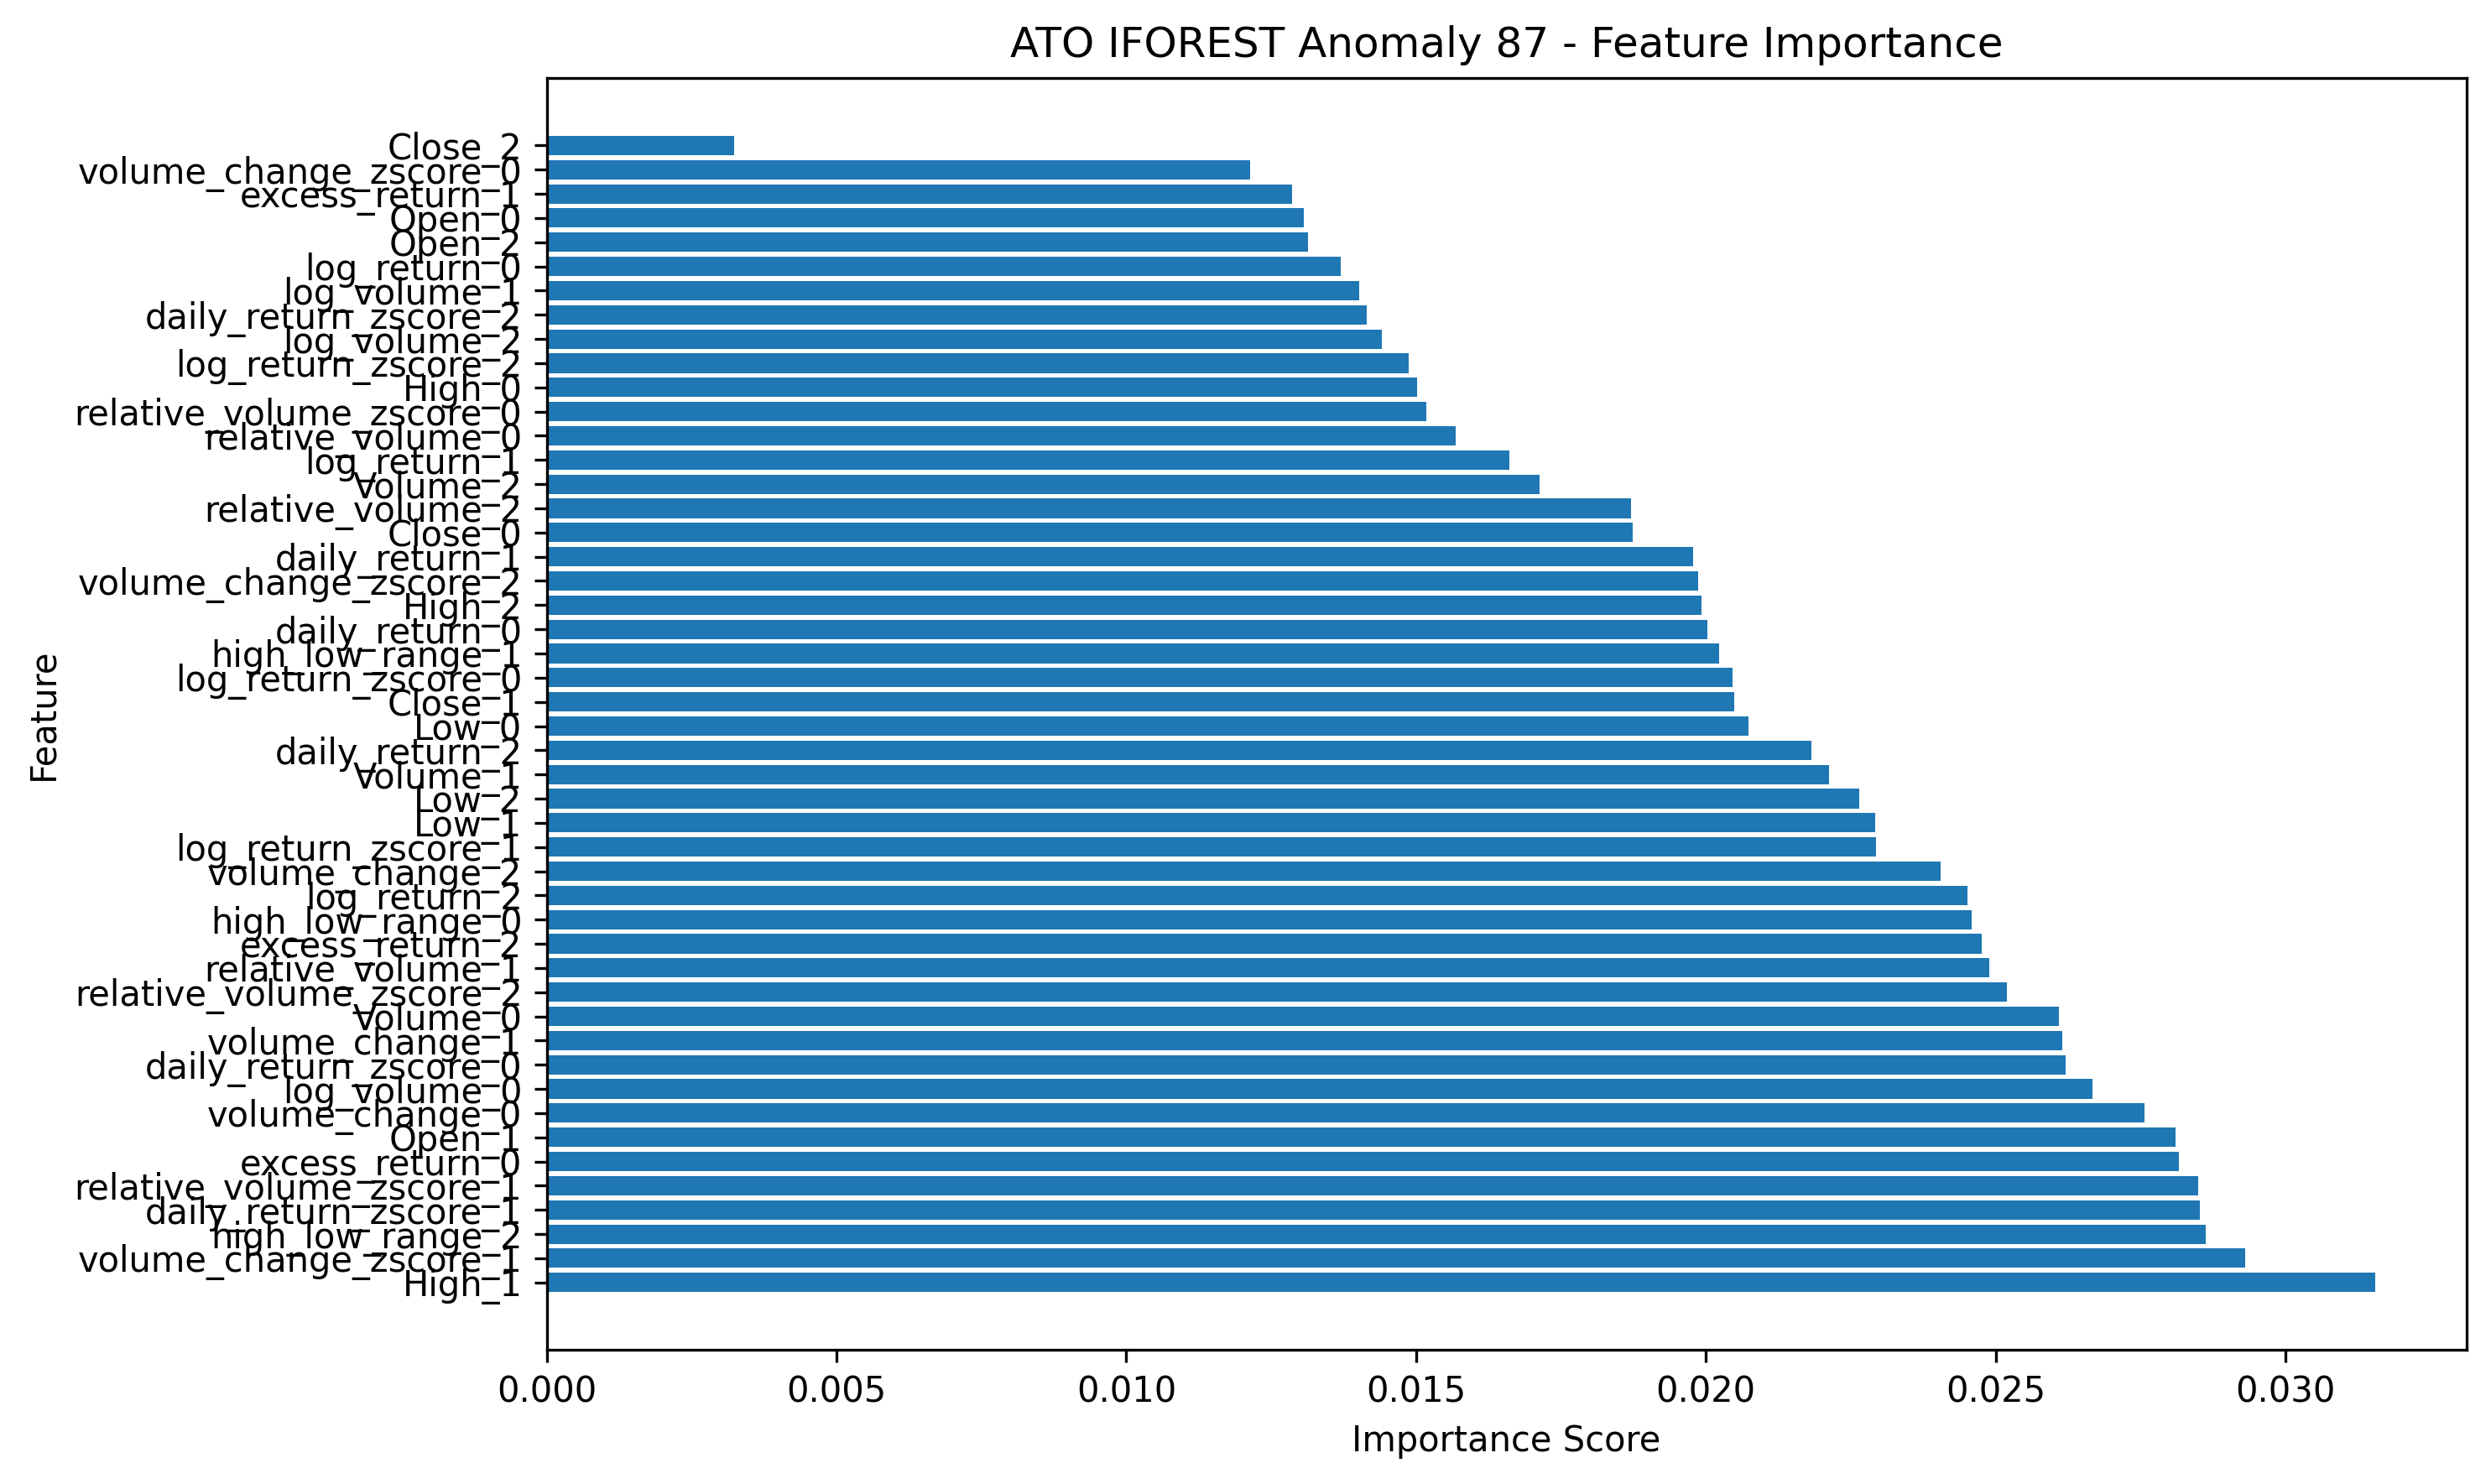 ATO IFOREST Anomaly 87 - Feature Importance
Close_2
volume_change_zscore_0
excess_return_1
Open_0
Open_2
log_return_0
log_volume_1
daily_return_zscore_2
log_volume_2
log_return_zscore_2
High_0
relative_volume_zscore_0
relative_volume_0
log_return_1
Volume_2
relative_volume_2
Close_0
daily_return_1
volume_change_zscore_2
High_2
daily_return_0
high_low_range_1
log_return_zscore_0
Close_1
Low_0
daily_return_2
Volume_1
Low_2
Low_1
log_return_zscore_1
volume_change_2
log_return_2
high_low_range_0
excess_return_2
relative_volume_1
relative_volume_zscore_2
Volume_0
volume_change_1
daily_return_zscore_0
log_volume_0
volume_change_0
Open_1
excess_return_0
relative_volume_zscore_1
daily_return_zscore_1
high_low_range_2
volume_change_zscore_1
High_1
Feature
0.000 0.005 0.010 0.015 0.020 0.025 0.030
Importance Score